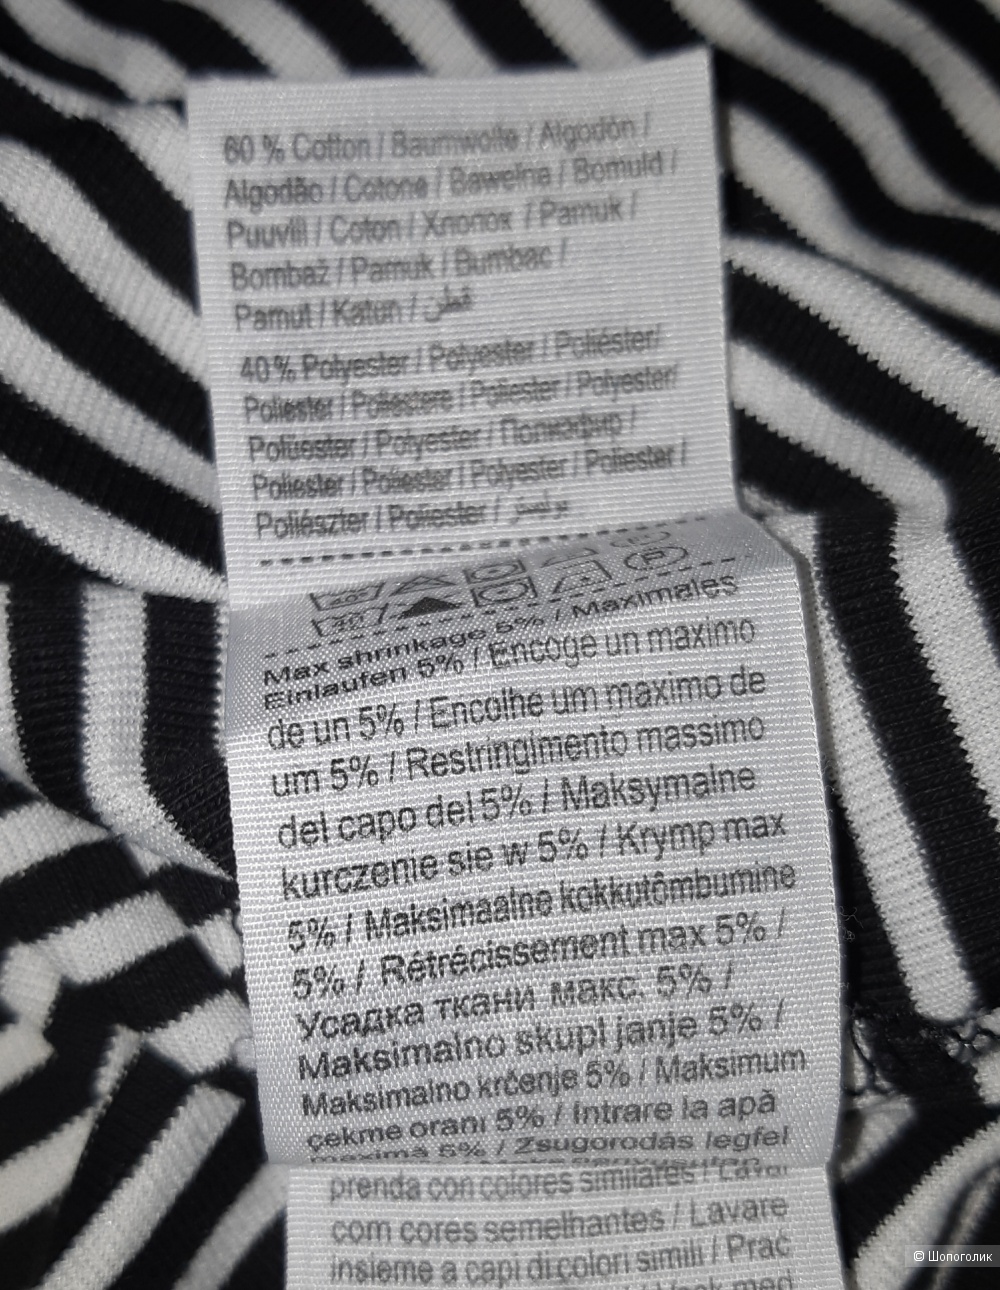 60 % Cotton / Baumwolle / Algodón /
Algodão / Cotone / Bawełna / Bomuld /
Puuvill / Coton / Хлопок / Pamuk /
Bombaž / Pamuk / Bumbac /
Pamut / Katun / قطن
40 % Polyester / Polyester / Poliéster/
Poliester / Poliestere / Poliester / Polyester/
Polüester / Polyester / Полиэфир /
Poliester / Poliester / Polyester / Poliester /
Poliészter / Poliester / بوليستر
40° P
Max shrinkage 5% / Maximales
Einlaufen 5% / Encoge un maximo
de un 5% / Encolhe um maximo de
um 5% / Restringimento massimo
del capo del 5% / Maksymalne
kurczenie sie w 5% / Krymp max
5% / Maksimaalne kokkutõmbumine
5% / Rétrécissement max 5% /
Усадка ткани макс. 5% /
Maksimalno skupljanje 5% /
Maksimalno krčenje 5% / Maksimum
çekme oranı 5% / Intrare la apă
maximă 5% / Zsugorodás legfel
prenda con colores similares / Lavar
com cores semelhantes / Lavare
insieme a capi di colori simili / Prać
med
© Шопоголик